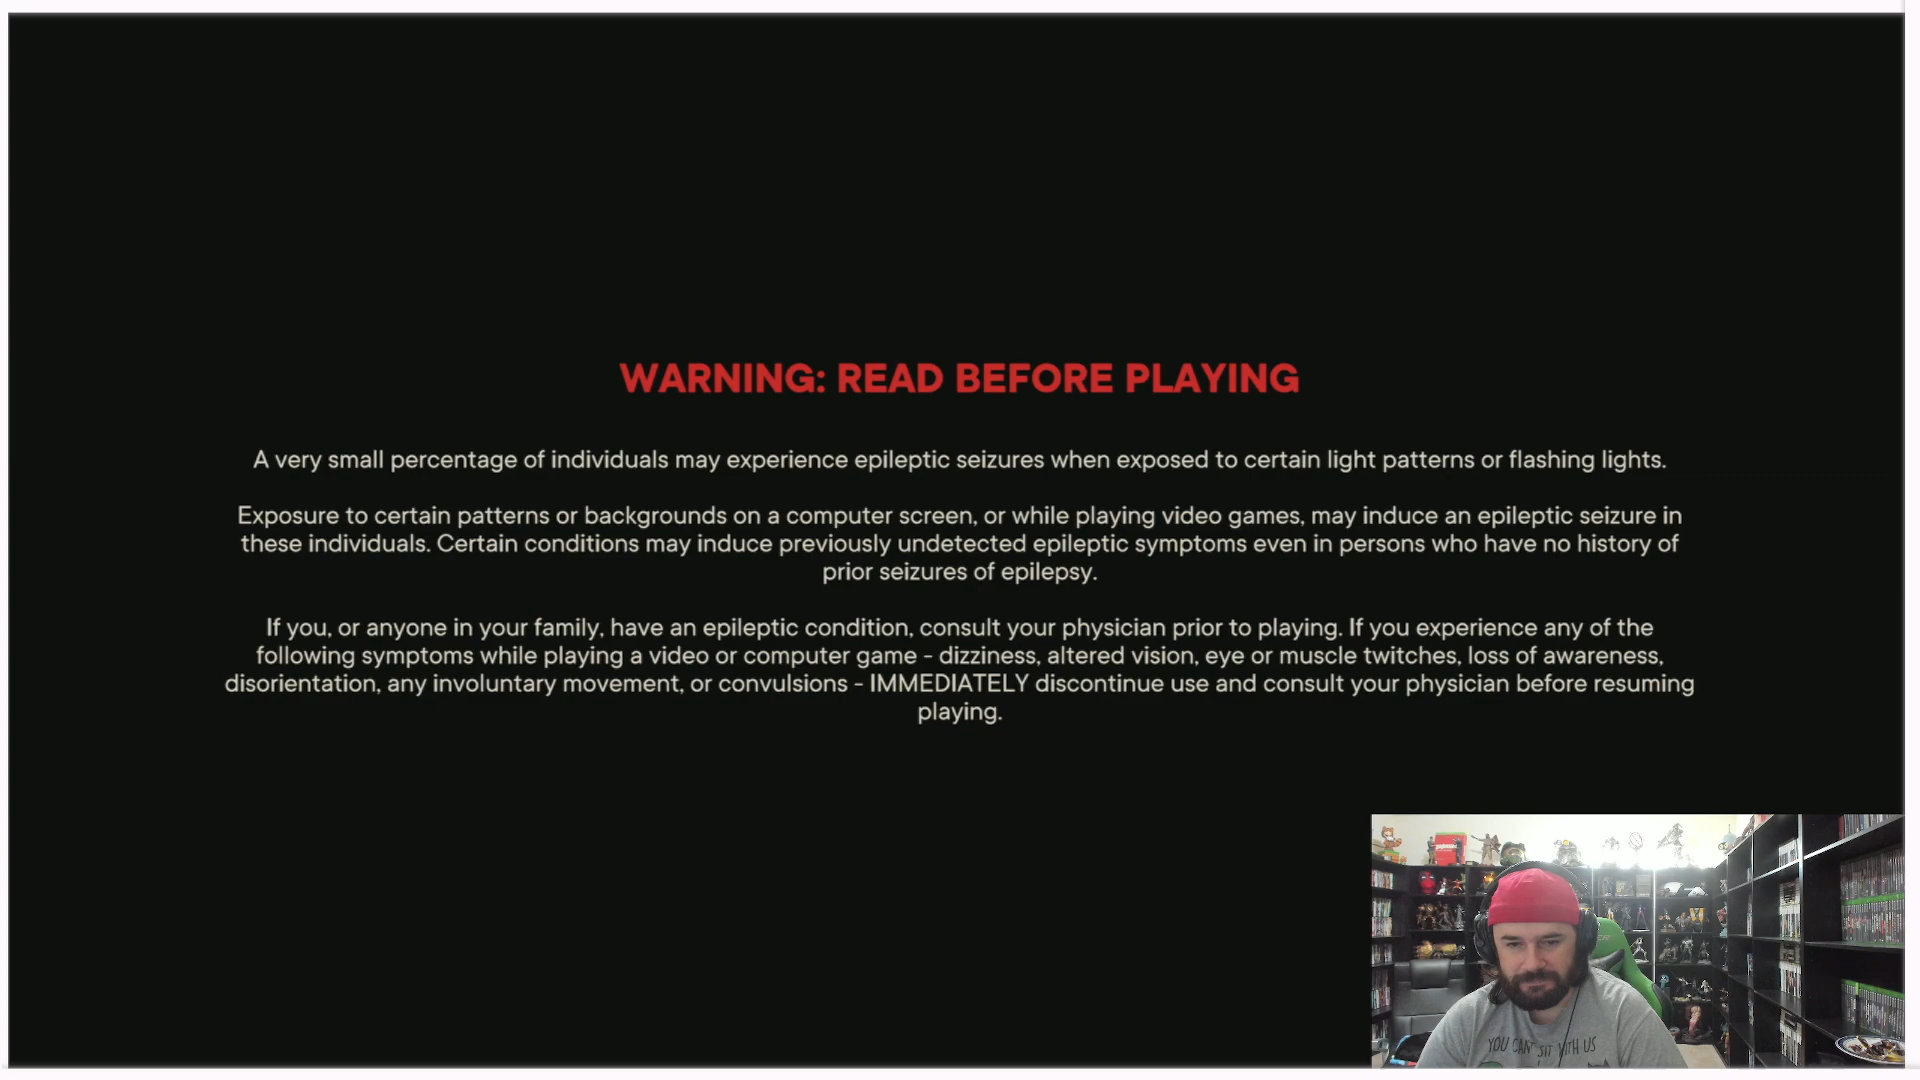 WARNING: READ BEFORE PLAYING
A very small percentage of individuals may experience epileptic seizures when exposed to certain light patterns or flashing lights.
Exposure to certain patterns or backgrounds on a computer screen, or while playing video games, may induce an epileptic seizure in
these individuals. Certain conditions may induce previously undetected epileptic symptoms even in persons who have no history of
prior seizures of epilepsy.
If you, or anyone in your family, have an epileptic condition, consult your physician prior to playing. If you experience any of the
following symptoms while playing a video or computer game - dizziness, altered vision, eye or muscle twitches, loss of awareness,
disorientation, any involuntary movement, or convulsions - IMMEDIATELY discontinue use and consult your physician before resuming
playing.
YOU CAN'T SIT WITH US